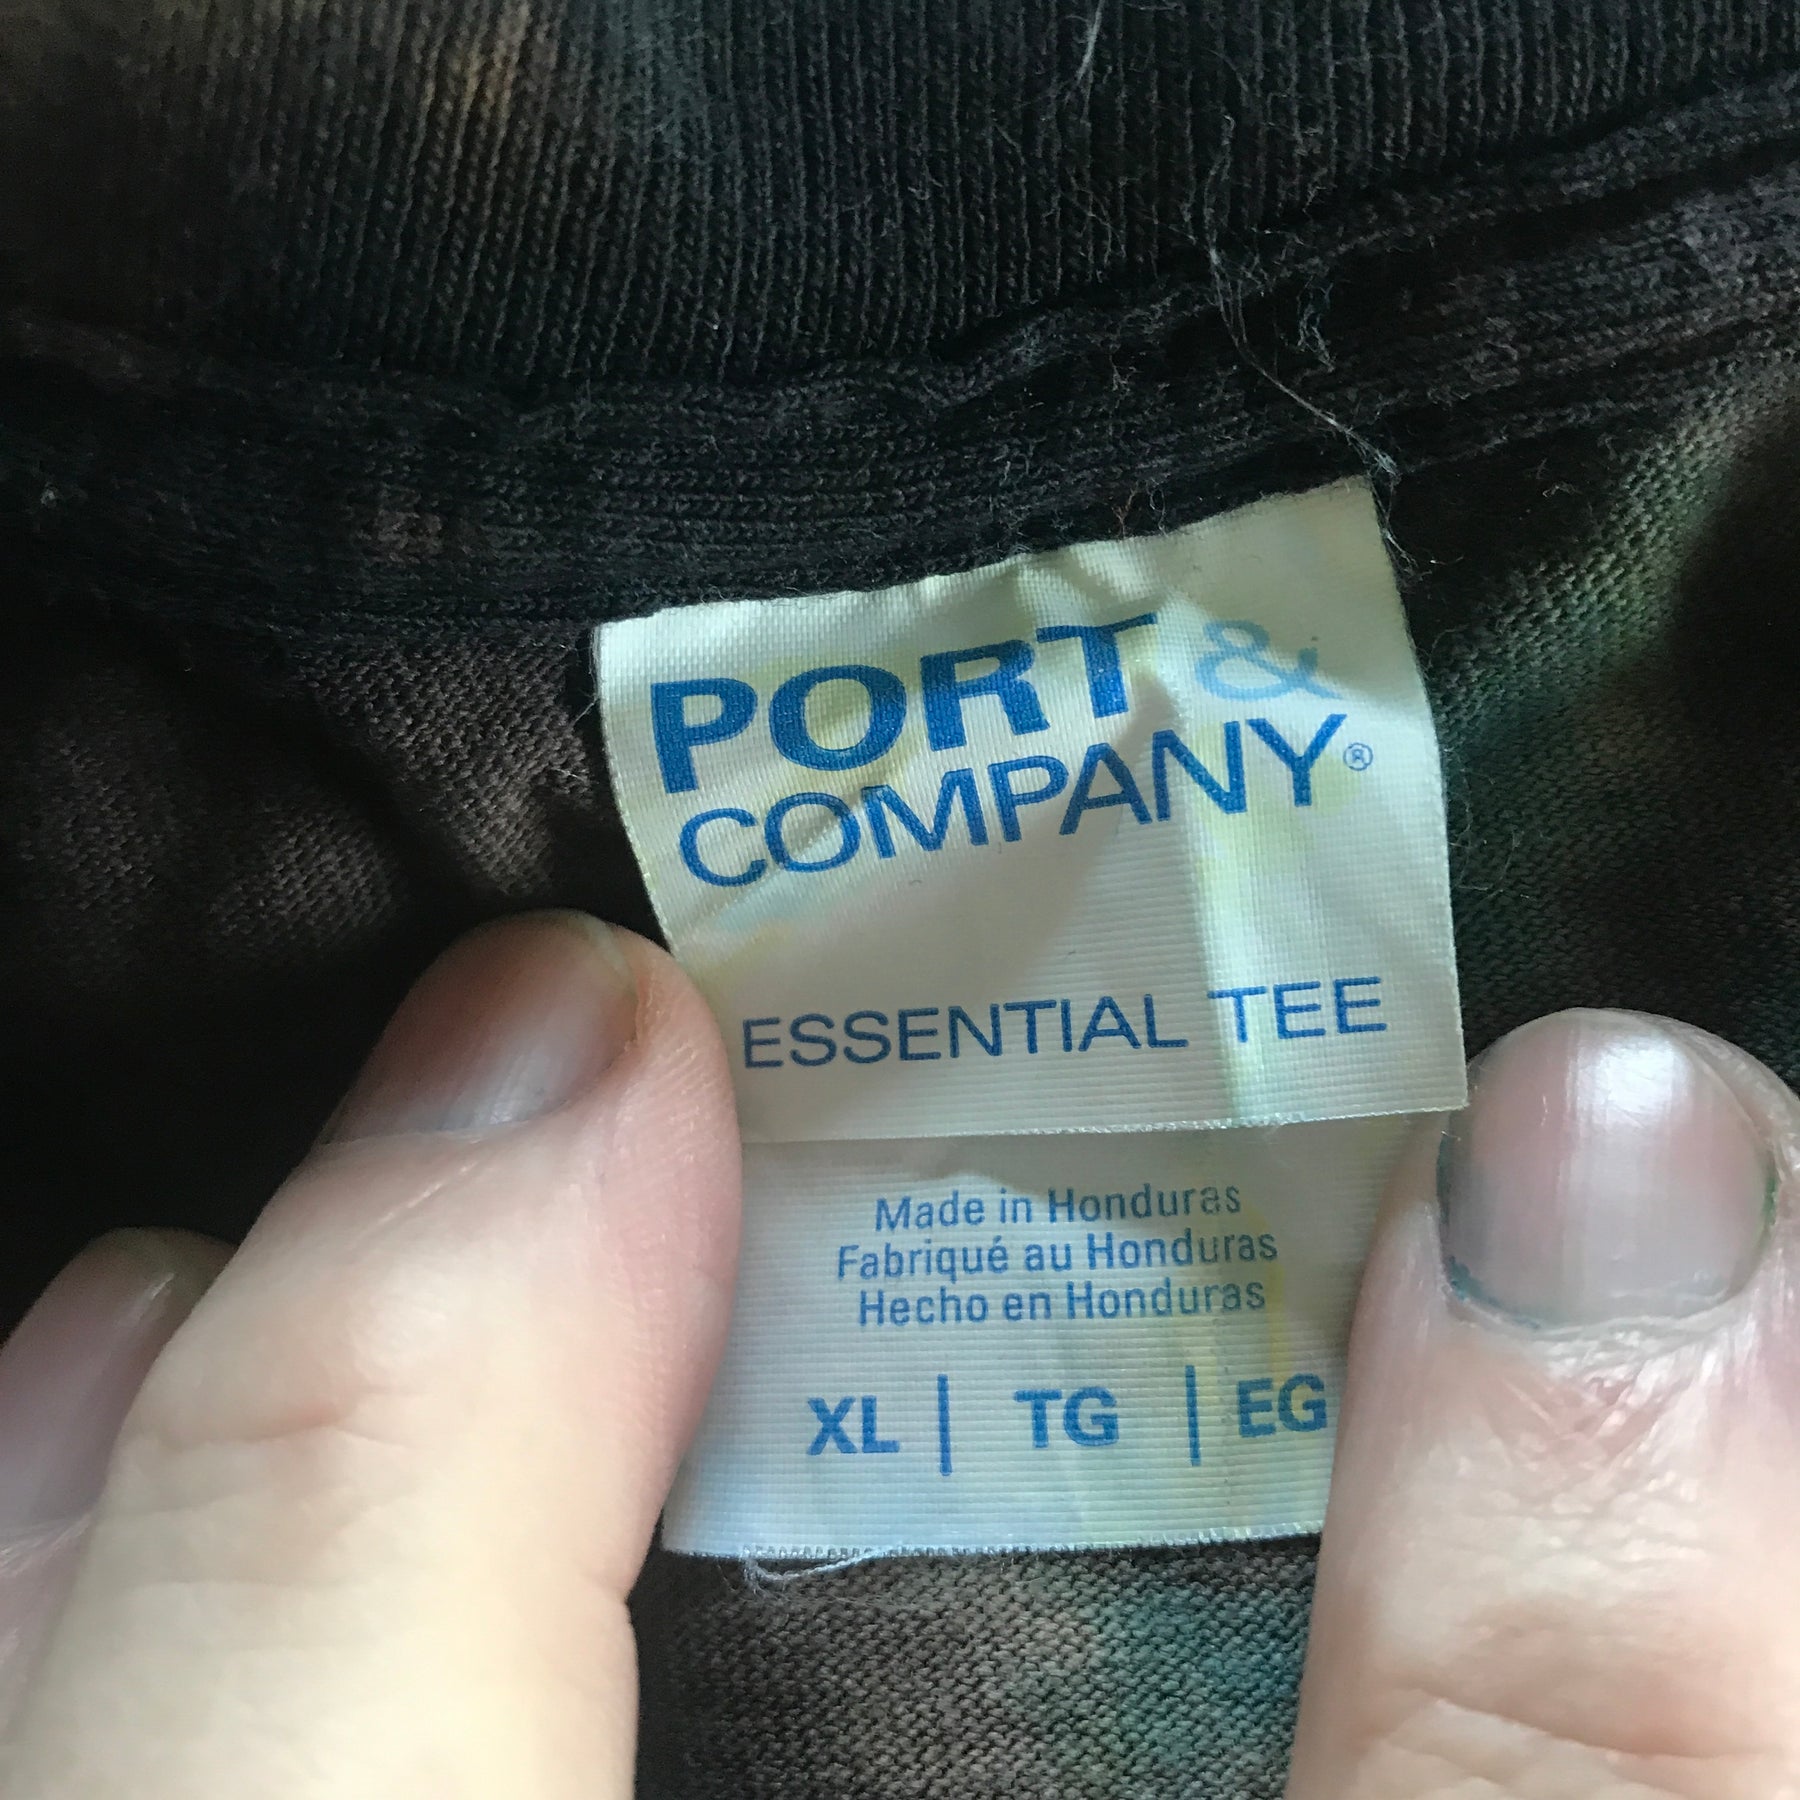 PORT &
COMPANY®
ESSENTIAL TEE
Made in Honduras
Fabriqué au Honduras
Hecho en Honduras
XL | TG | EG